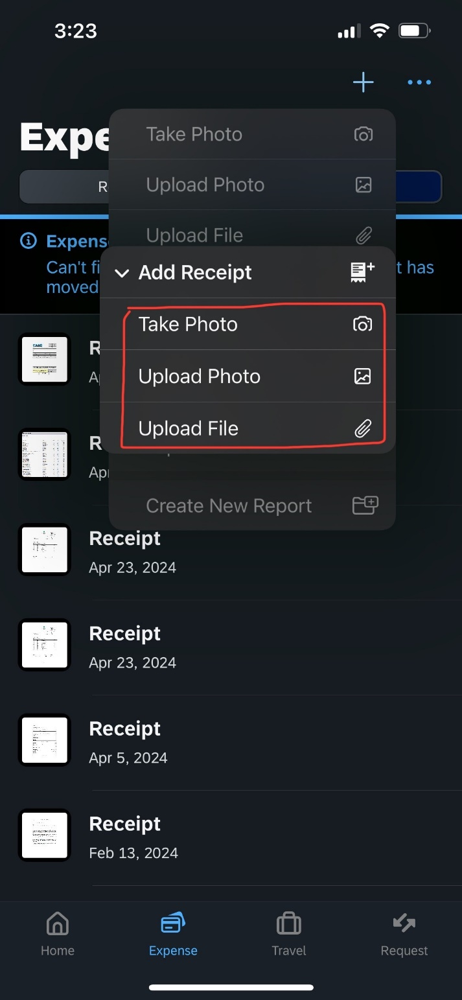 3:23
Expe
Take Photo
Upload Photo
R
Upload File
Expens
Can't fi
t has
moved
Add Receipt
Take Photo
Upload Photo
Upload File
R
Ap
R
Apr
Create New Report
Receipt
Apr 23, 2024
Receipt
Apr 23, 2024
Receipt
Apr 5, 2024
Receipt
Feb 13, 2024
Home
Expense
Travel
Request